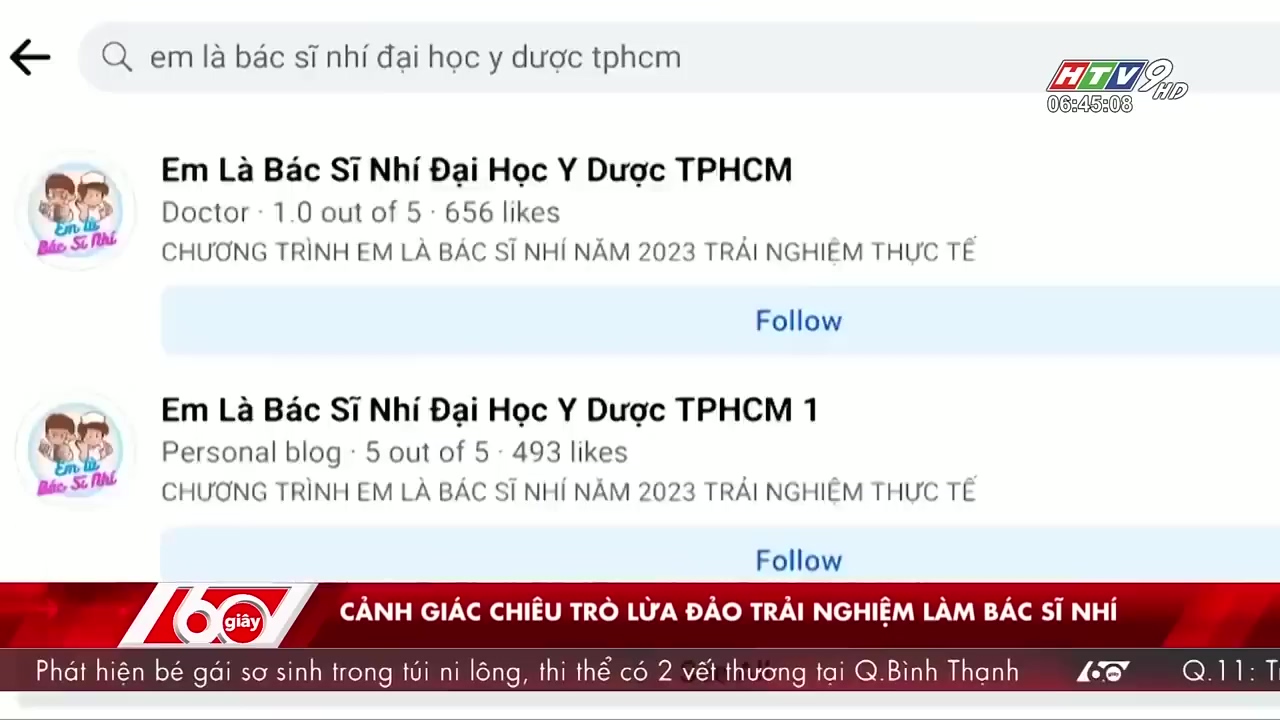 em là bác sĩ nhí đại học y dược tphcm
HTV9 HD
06:45:08
Em Là Bác Sĩ Nhí Đại Học Y Dược TPHCM
Doctor · 1.0 out of 5 · 656 likes
CHƯƠNG TRÌNH EM LÀ BÁC SĨ NHÍ NĂM 2023 TRẢI NGHIỆM THỰC TẾ
Em là
Bác Sĩ Nhí
Follow
Em Là Bác Sĩ Nhí Đại Học Y Dược TPHCM 1
Personal blog · 5 out of 5 · 493 likes
CHƯƠNG TRÌNH EM LÀ BÁC SĨ NHÍ NĂM 2023 TRẢI NGHIỆM THỰC TẾ
Em là
Bác Sĩ Nhí
Follow
60 giây
CẢNH GIÁC CHIÊU TRÒ LỪA ĐẢO TRẢI NGHIỆM LÀM BÁC SĨ NHÍ
Phát hiện bé gái sơ sinh trong túi ni lông, thi thể có 2 vết thương tại Q.Bình Thạnh 60 giây Q.11: